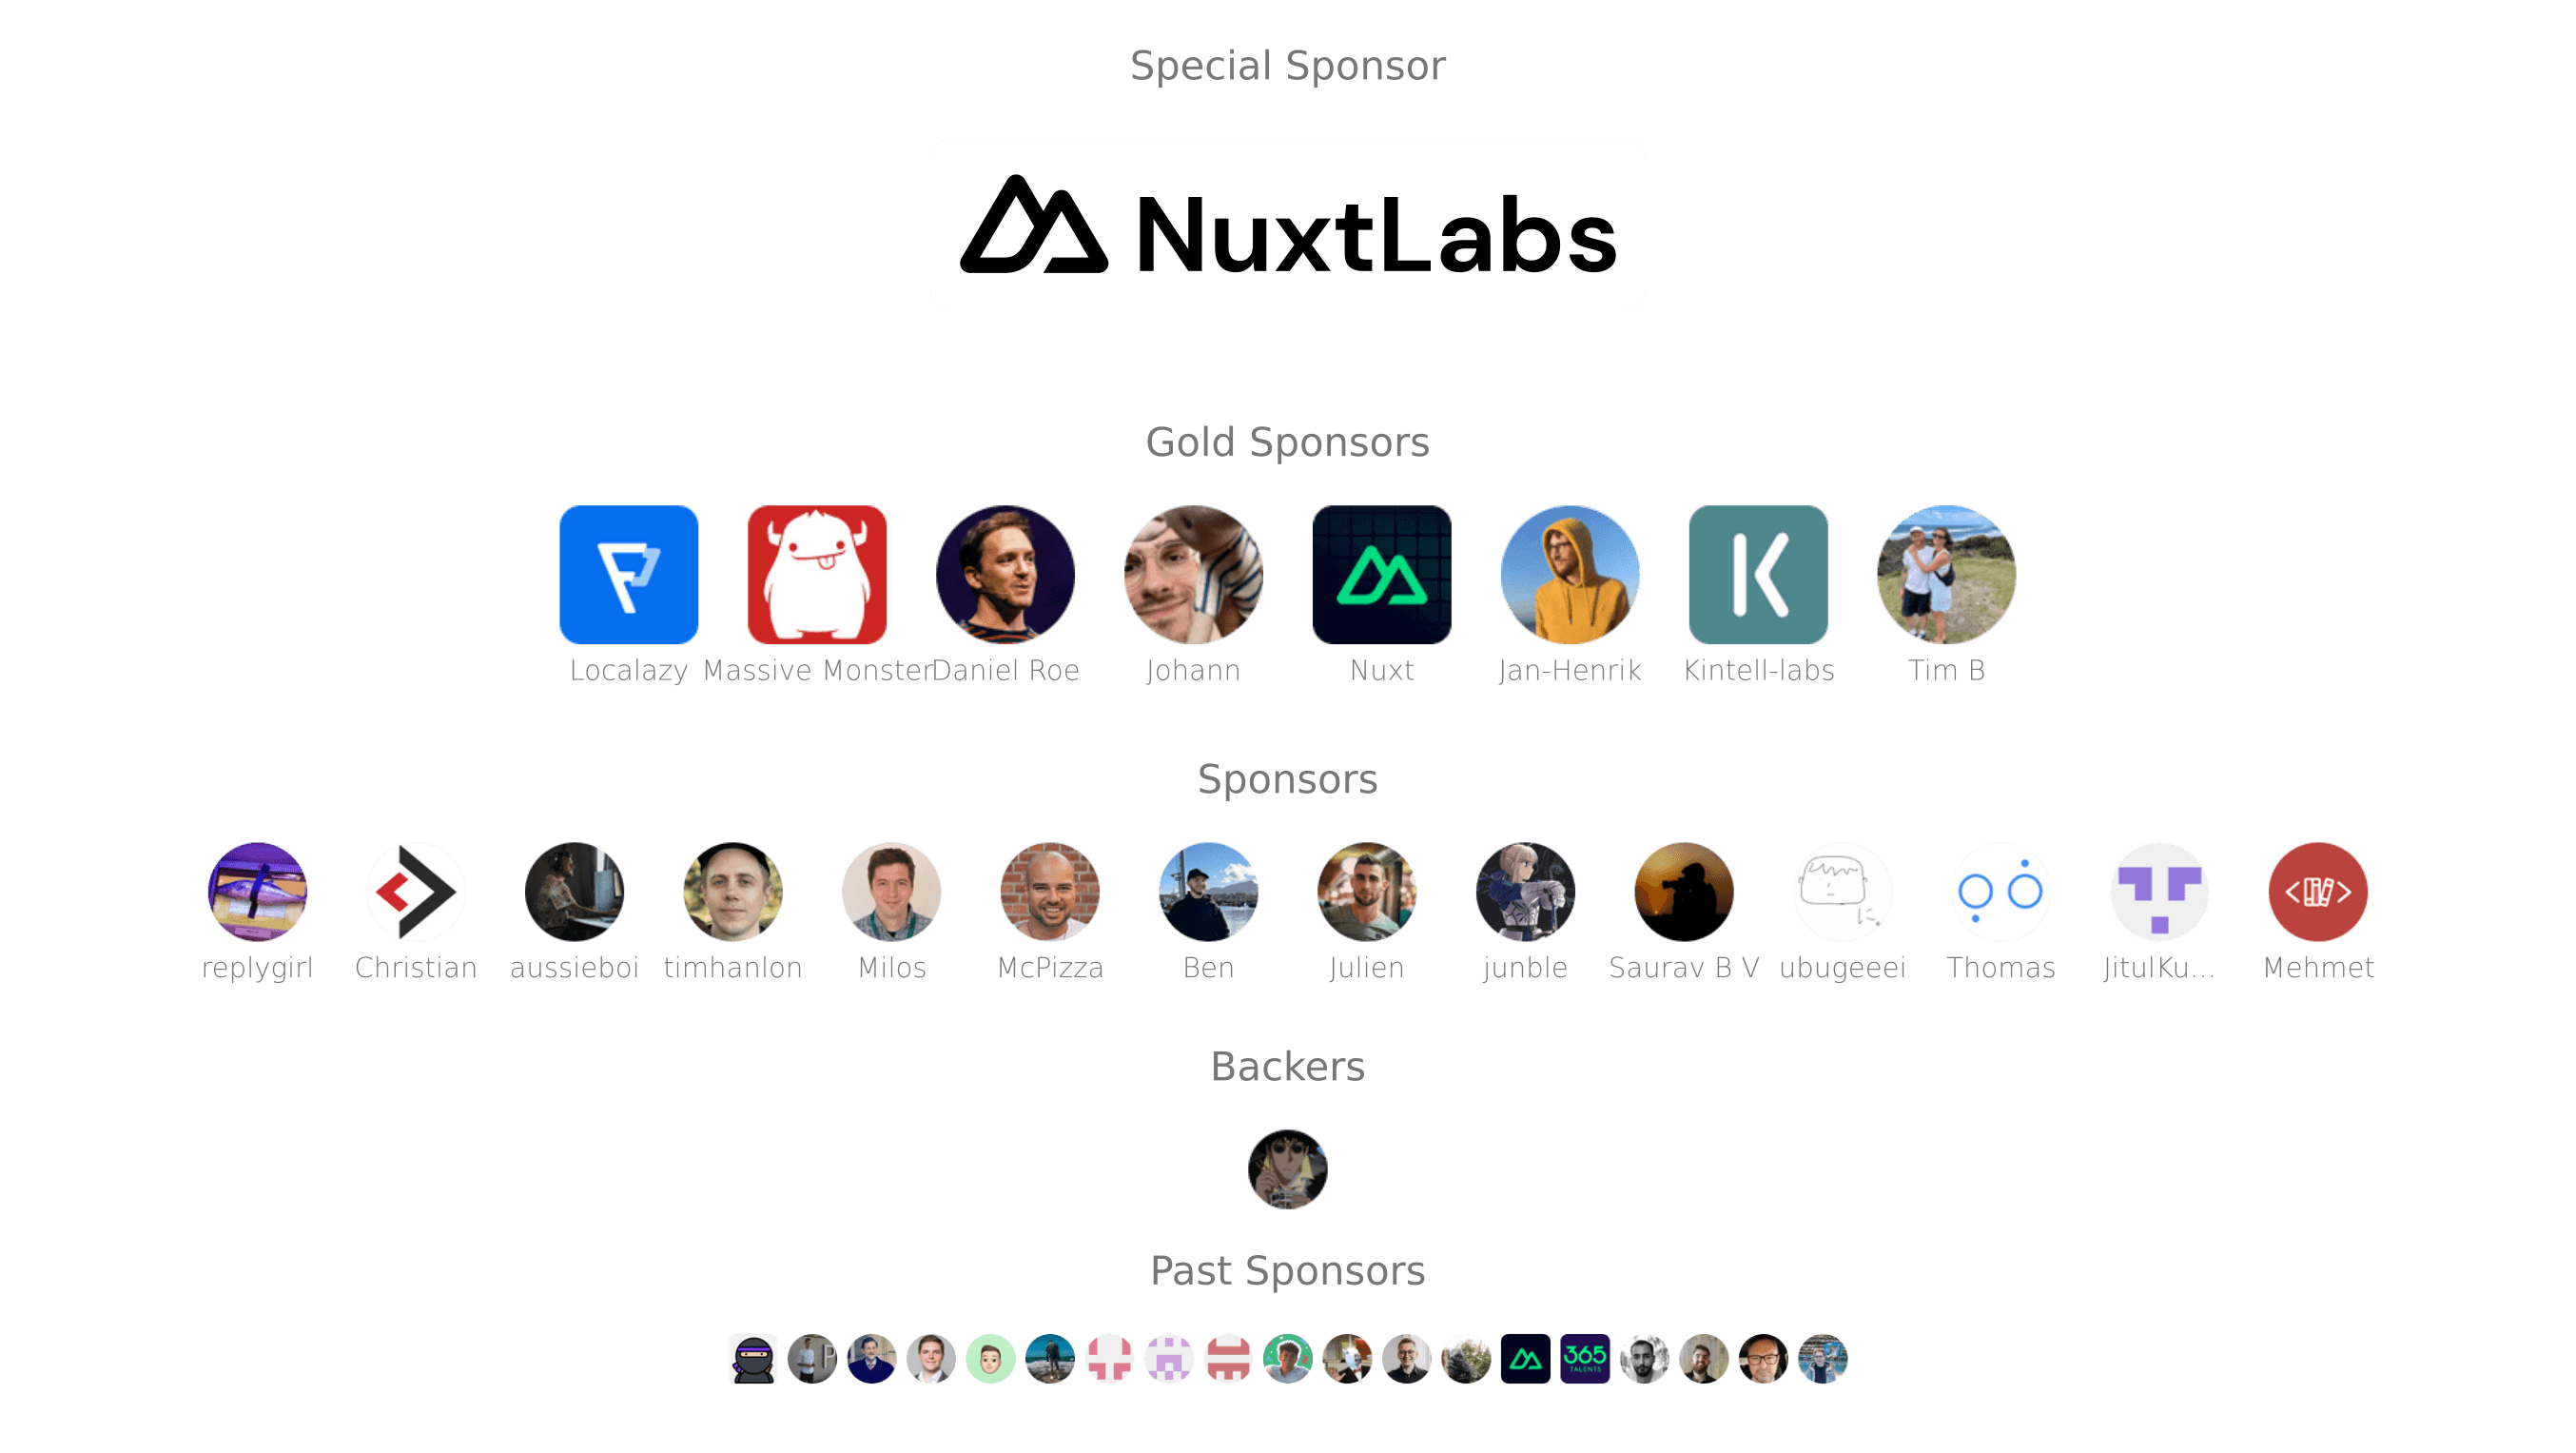 Special Sponsor
NuxtLabs
Gold Sponsors
Localazy Massive Monster Daniel Roe Johann Nuxt Jan-Henrik Kintell-labs Tim B
Sponsors
replygirl Christian aussieboi timhanlon Milos McPizza Ben Julien junble Saurav B V ubugeeei Thomas JitulKu... Mehmet
Backers
Past Sponsors
365
TALENTS